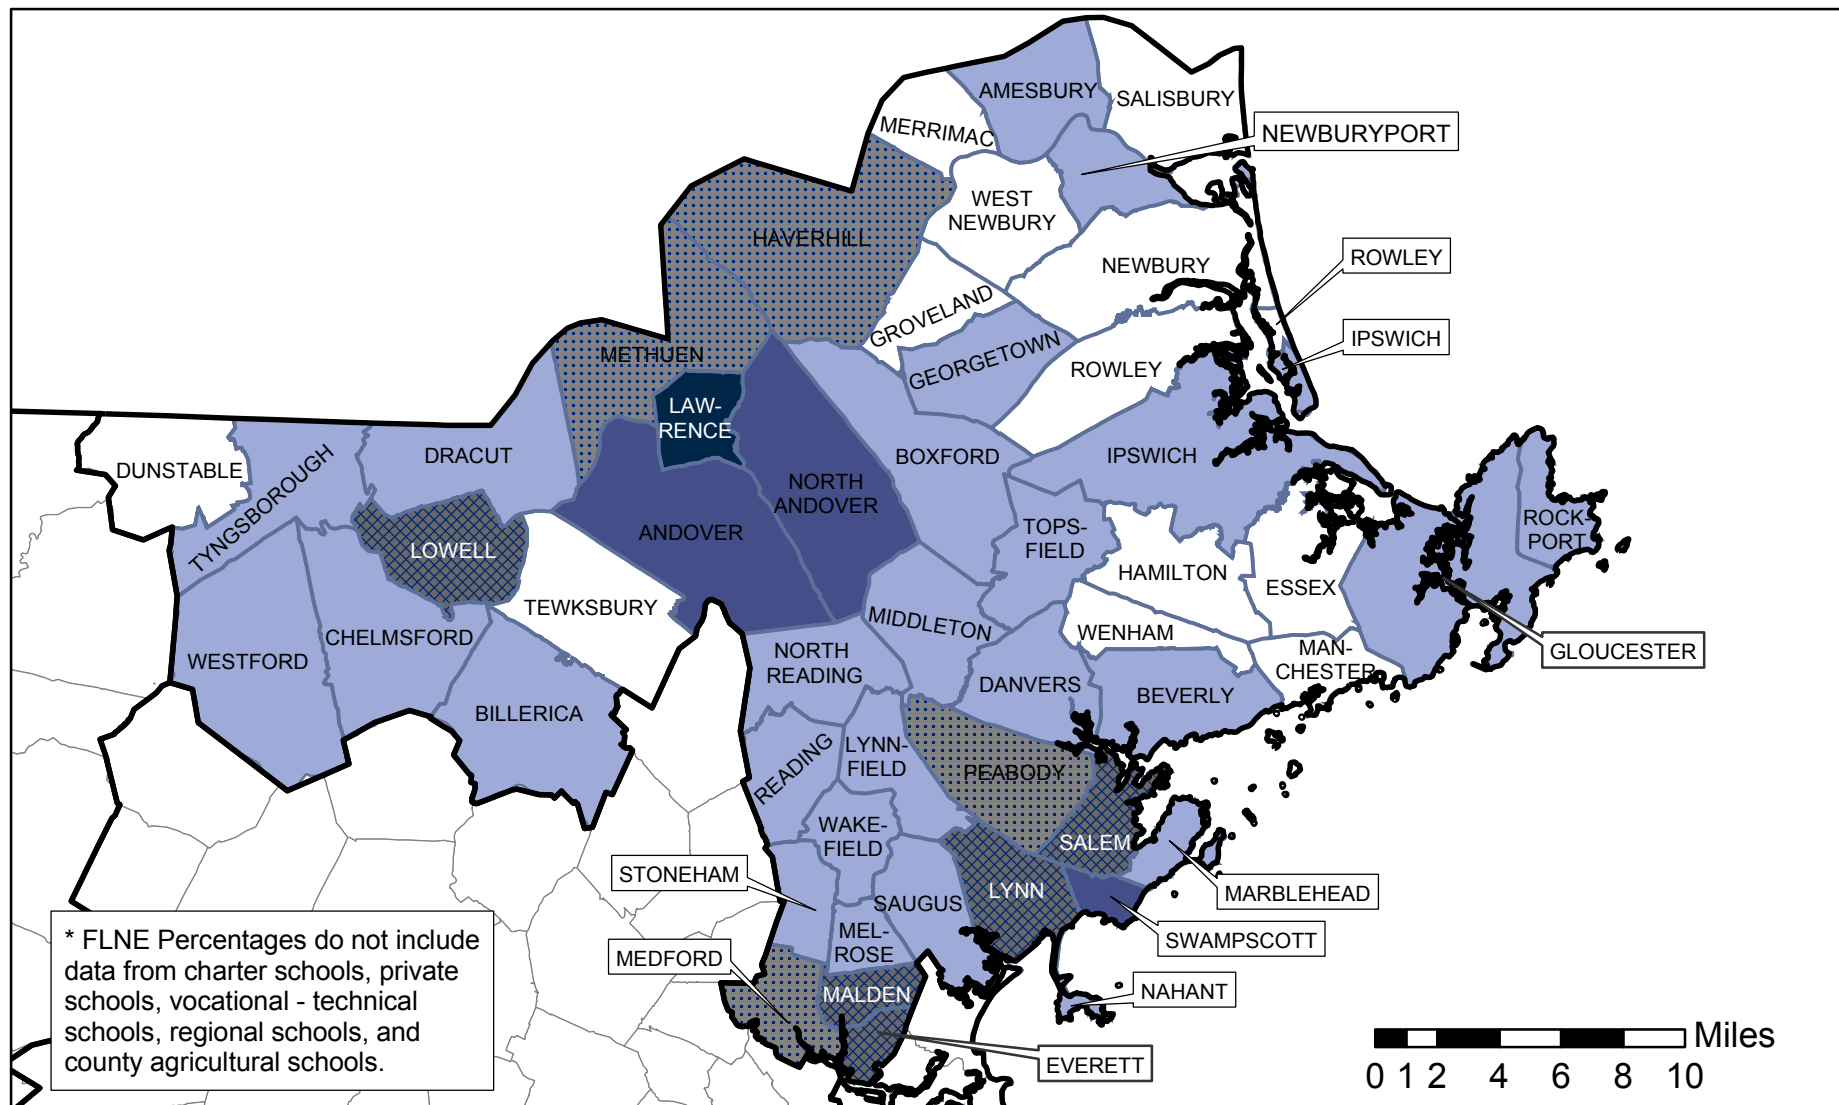 AMESBURY
SALISBURY
MERRIMAC
NEWBURYPORT
WEST
NEWBURY
HAVERHILL
NEWBURY
ROWLEY
GROVELAND
IPSWICH
METHUEN
GEORGETOWN
ROWLEY
LAW-
RENCE
DUNSTABLE
TYNGSBOROUGH
DRACUT
BOXFORD
IPSWICH
NORTH
ANDOVER
ANDOVER
TOPS-
FIELD
ROCK-
PORT
LOWELL
HAMILTON
ESSEX
TEWKSBURY
CHELMSFORD
MIDDLETON
WENHAM
GLOUCESTER
WESTFORD
NORTH
READING
MAN-
CHESTER
DANVERS
BEVERLY
BILLERICA
READING
LYNN-
FIELD
PEABODY
WAKE-
FIELD
SALEM
STONEHAM
LYNN
MARBLEHEAD
SAUGUS
MEL-
ROSE
SWAMPSCOTT
MEDFORD
MALDEN
NAHANT
EVERETT
* FLNE Percentages do not include
data from charter schools, private
schools, vocational - technical
schools, regional schools, and
county agricultural schools.
Miles
0 1 2 4 6 8 10